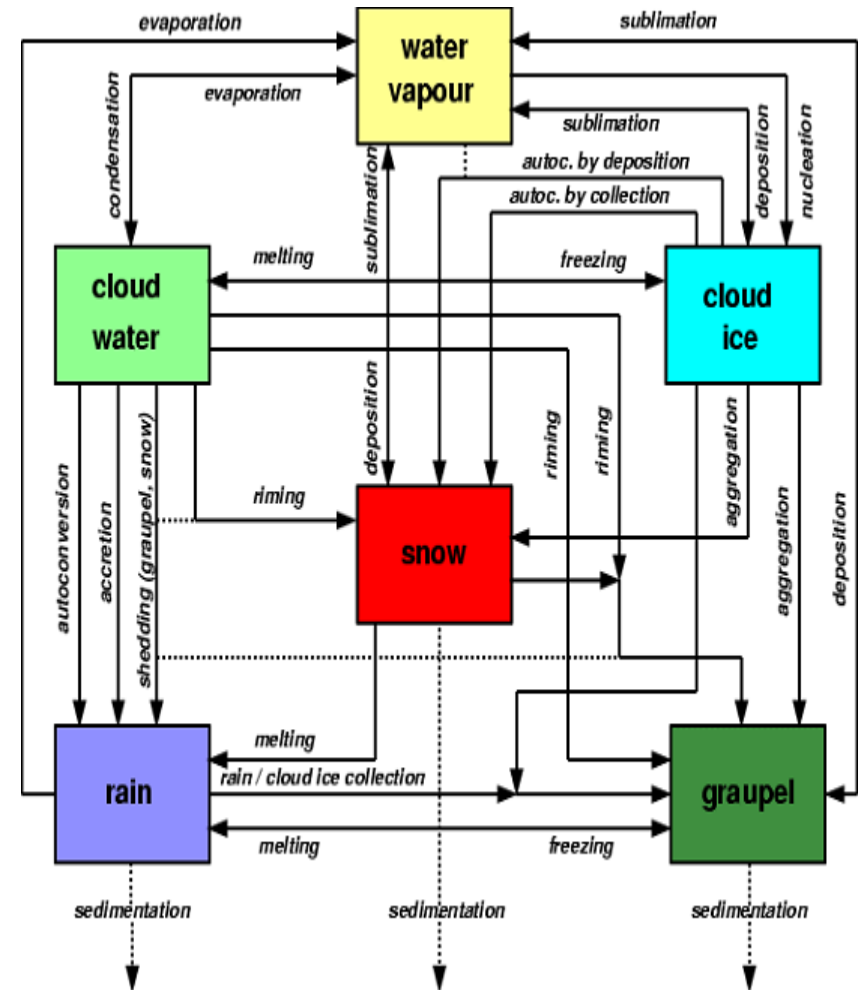 evaporation
sublimation
water
vapour
evaporation
condensation
sublimation
deposition
nucleation
autoc. by deposition
autoc. by collection
sublimation
melting
freezing
cloud
water
cloud
ice
deposition
riming
riming
aggregation
autoconversion
accretion
shedding (graupel, snow)
riming
snow
aggregation
deposition
melting
rain / cloud ice collection
rain
graupel
melting
freezing
sedimentation
sedimentation
sedimentation